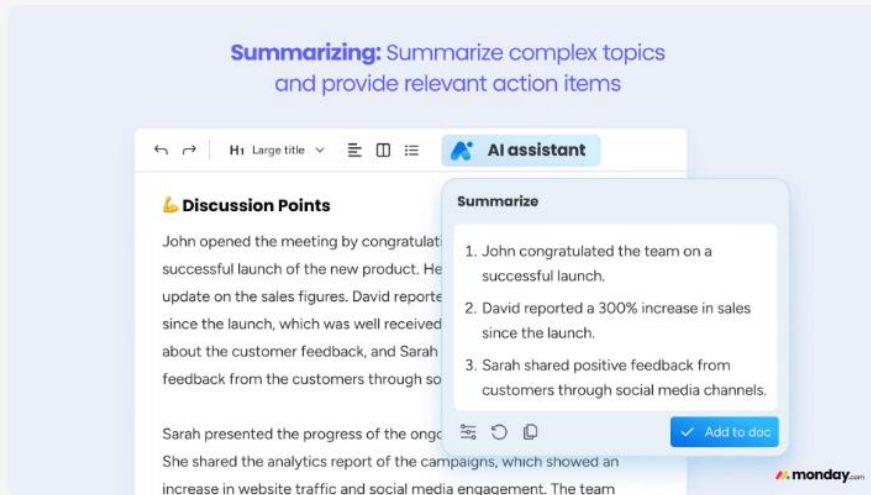 Summarizing: Summarize complex topics
and provide relevant action items
H1 Large title
AI assistant
Discussion Points
John opened the meeting by congratulati
successful launch of the new product. He
update on the sales figures. David reporte
since the launch, which was well received
about the customer feedback, and Sarah
feedback from the customers through so
Sarah presented the progress of the ongo
She shared the analytics report of the campaigns, which showed an
increase in website traffic and social media engagement. The team
Summarize
1. John congratulated the team on a
successful launch.
2. David reported a 300% increase in sales
since the launch.
3. Sarah shared positive feedback from
customers through social media channels.
Add to doc
monday.com